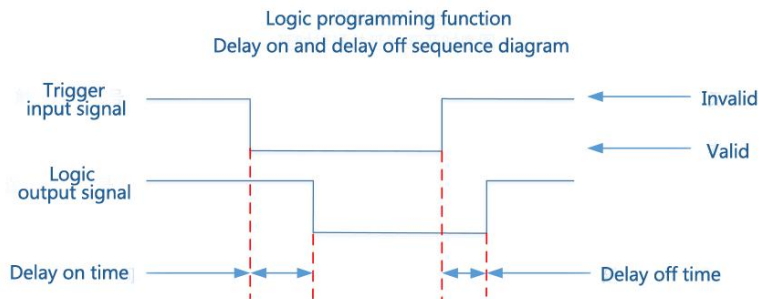 Logic programming function
Delay on and delay off sequence diagram
Trigger
input signal
Invalid
Valid
Logic
output signal
Delay on time
Delay off time